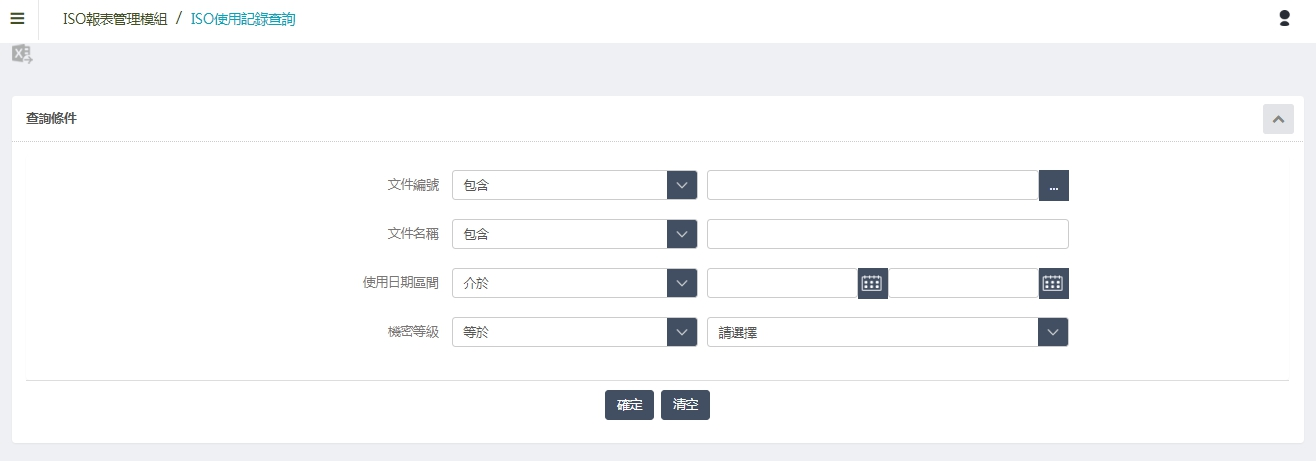 ISO報表管理模組 / ISO使用記錄查詢
查詢條件
文件編號 包含 ...
文件名稱 包含
使用日期區間 介於
機密等級 等於 請選擇
確定 清空